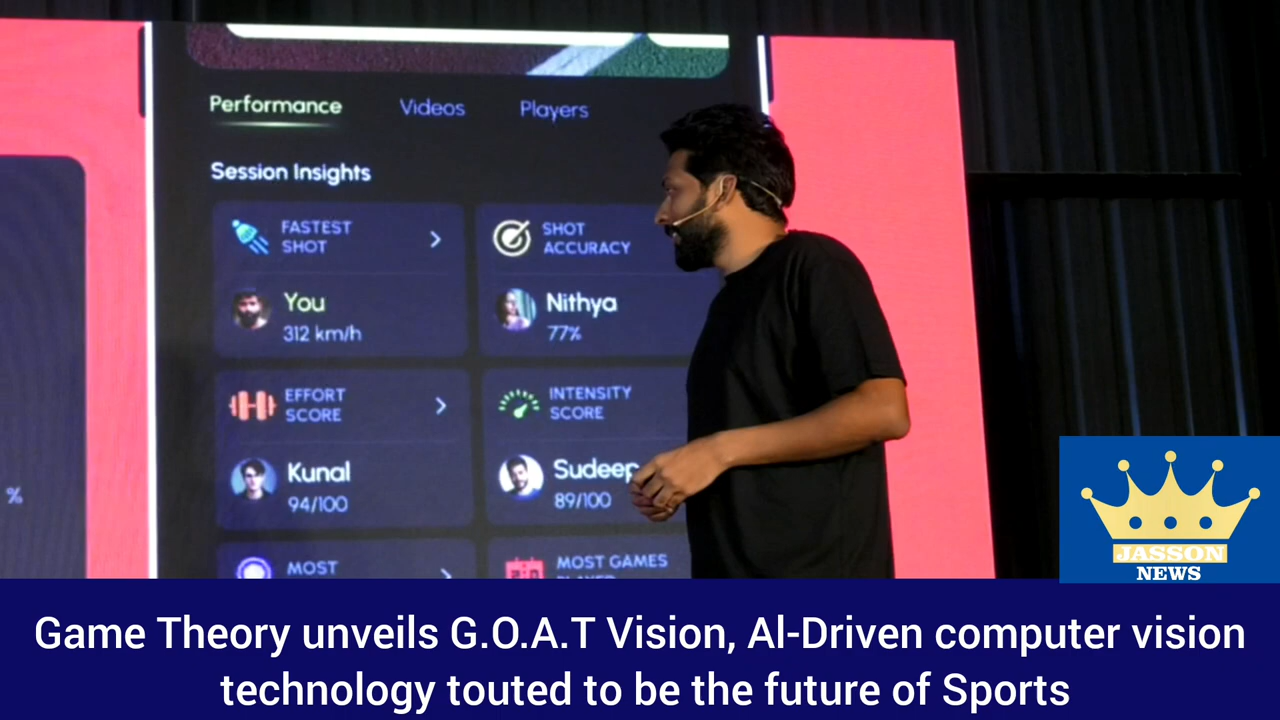 Performance Videos Players
Session Insights
FASTEST
SHOT
SHOT
ACCURACY
You
312 km/h
Nithya
77%
EFFORT
SCORE
INTENSITY
SCORE
Kunal
94/100
Sudeep
89/100
%
MOST
MOST GAMES
PLAYED
JASSON
NEWS
Game Theory unveils G.O.A.T Vision, Al-Driven computer vision
technology touted to be the future of Sports